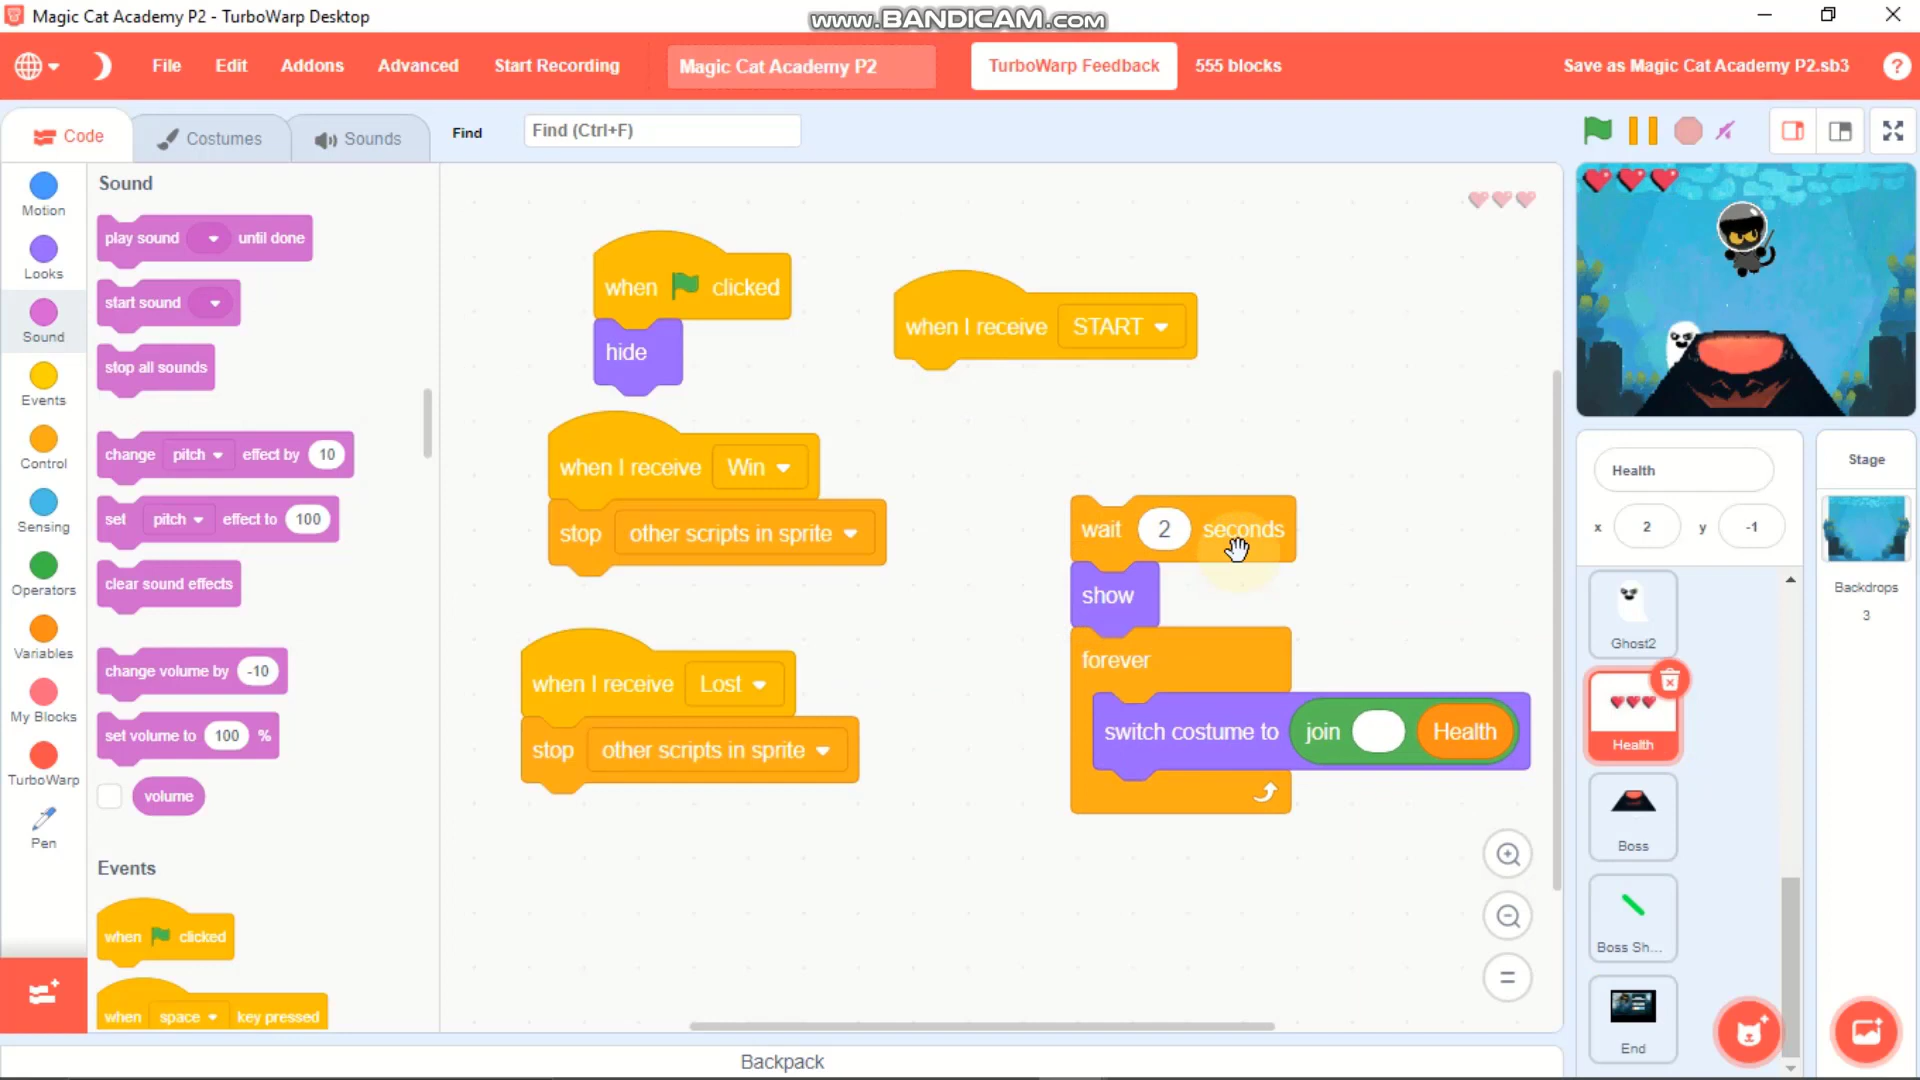 Magic Cat Academy P2 - TurboWarp Desktop
www.BANDICAM.com
File
Edit
Addons
Advanced
Start Recording
Magic Cat Academy P2
TurboWarp Feedback
555 blocks
Save as Magic Cat Academy P2.sb3
?
Code
Costumes
Sounds
Find
Find (Ctrl+F)
Motion
Looks
Sound
Events
Control
Sensing
Operators
Variables
My Blocks
TurboWarp
Pen
Sound
play sound until done
start sound
stop all sounds
change pitch effect by 10
set pitch effect to 100
clear sound effects
change volume by -10
set volume to 100 %
volume
Events
when clicked
when space key pressed
when clicked
hide
when I receive START
when I receive Win
stop other scripts in sprite
when I receive Lost
stop other scripts in sprite
wait 2 seconds
show
forever
switch costume to join Health
Health
x 2 y -1
Ghost2
Health
Boss
Boss Sh...
End
Stage
Backdrops
3
Backpack